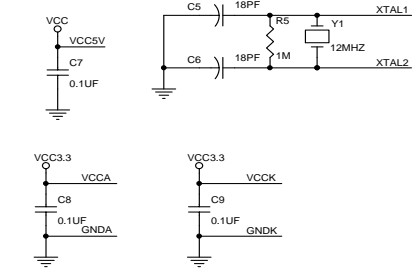 C5 18PF XTAL1
VCC R5 Y1
VCC5V
C7 C6 18PF 1M 12MHZ XTAL2
0.1UF
VCC3.3 VCC3.3
VCCA VCCK
C8 C9
0.1UF 0.1UF
GNDA GNDK